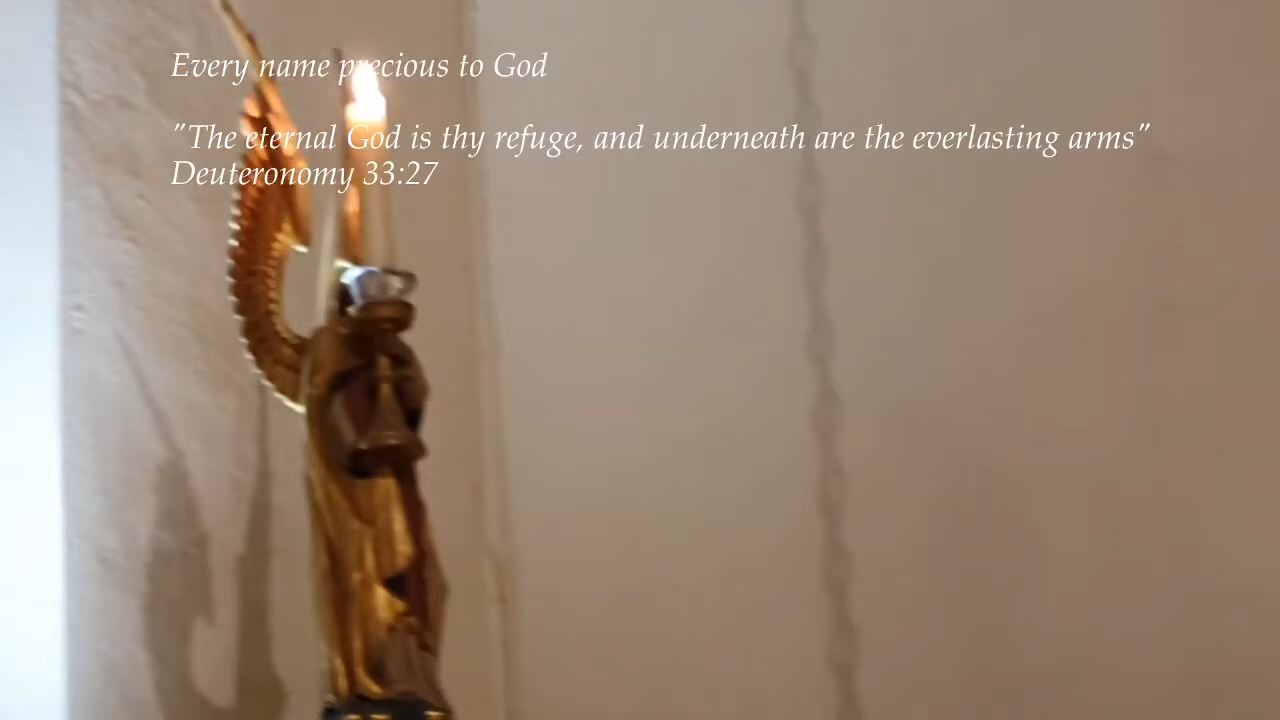 Every name precious to God
"The eternal God is thy refuge, and underneath are the everlasting arms"
Deuteronomy 33:27